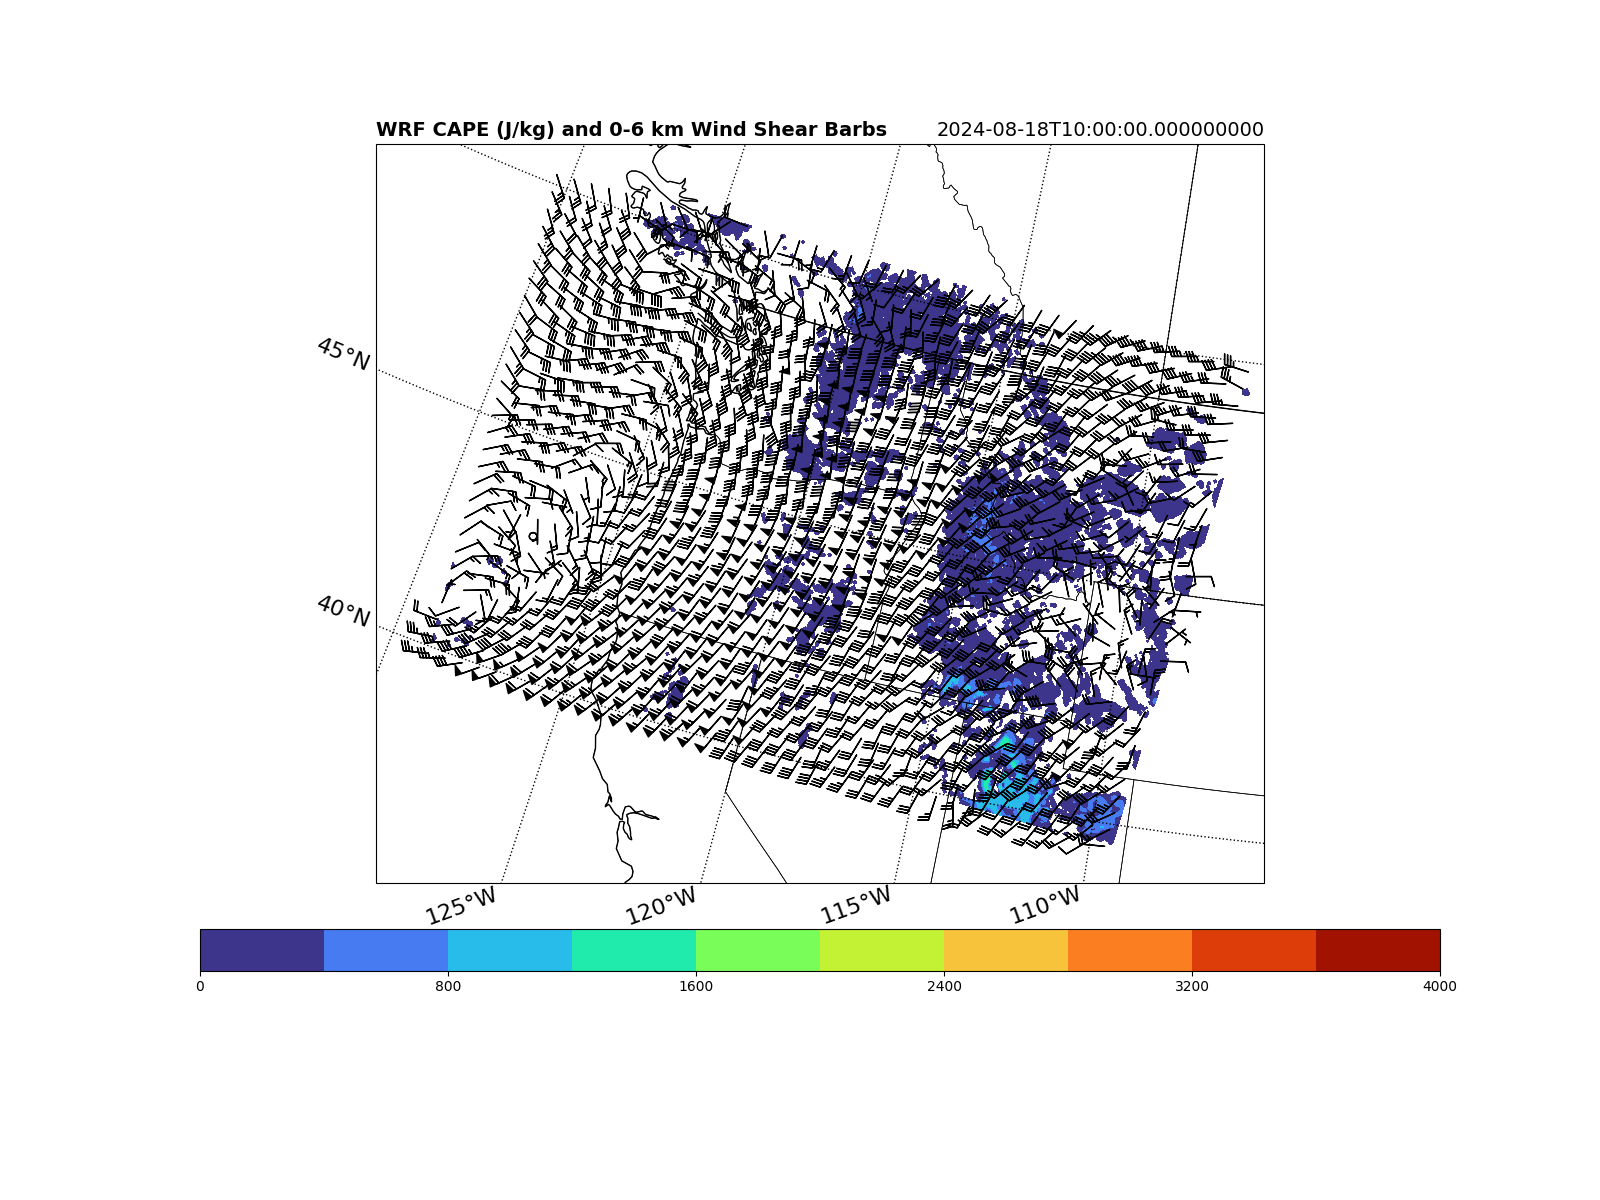 WRF CAPE (J/kg) and 0-6 km Wind Shear Barbs 2024-08-18T10:00:00.000000000
45°N
40°N
125°W 120°W 115°W 110°W
0 800 1600 2400 3200 4000